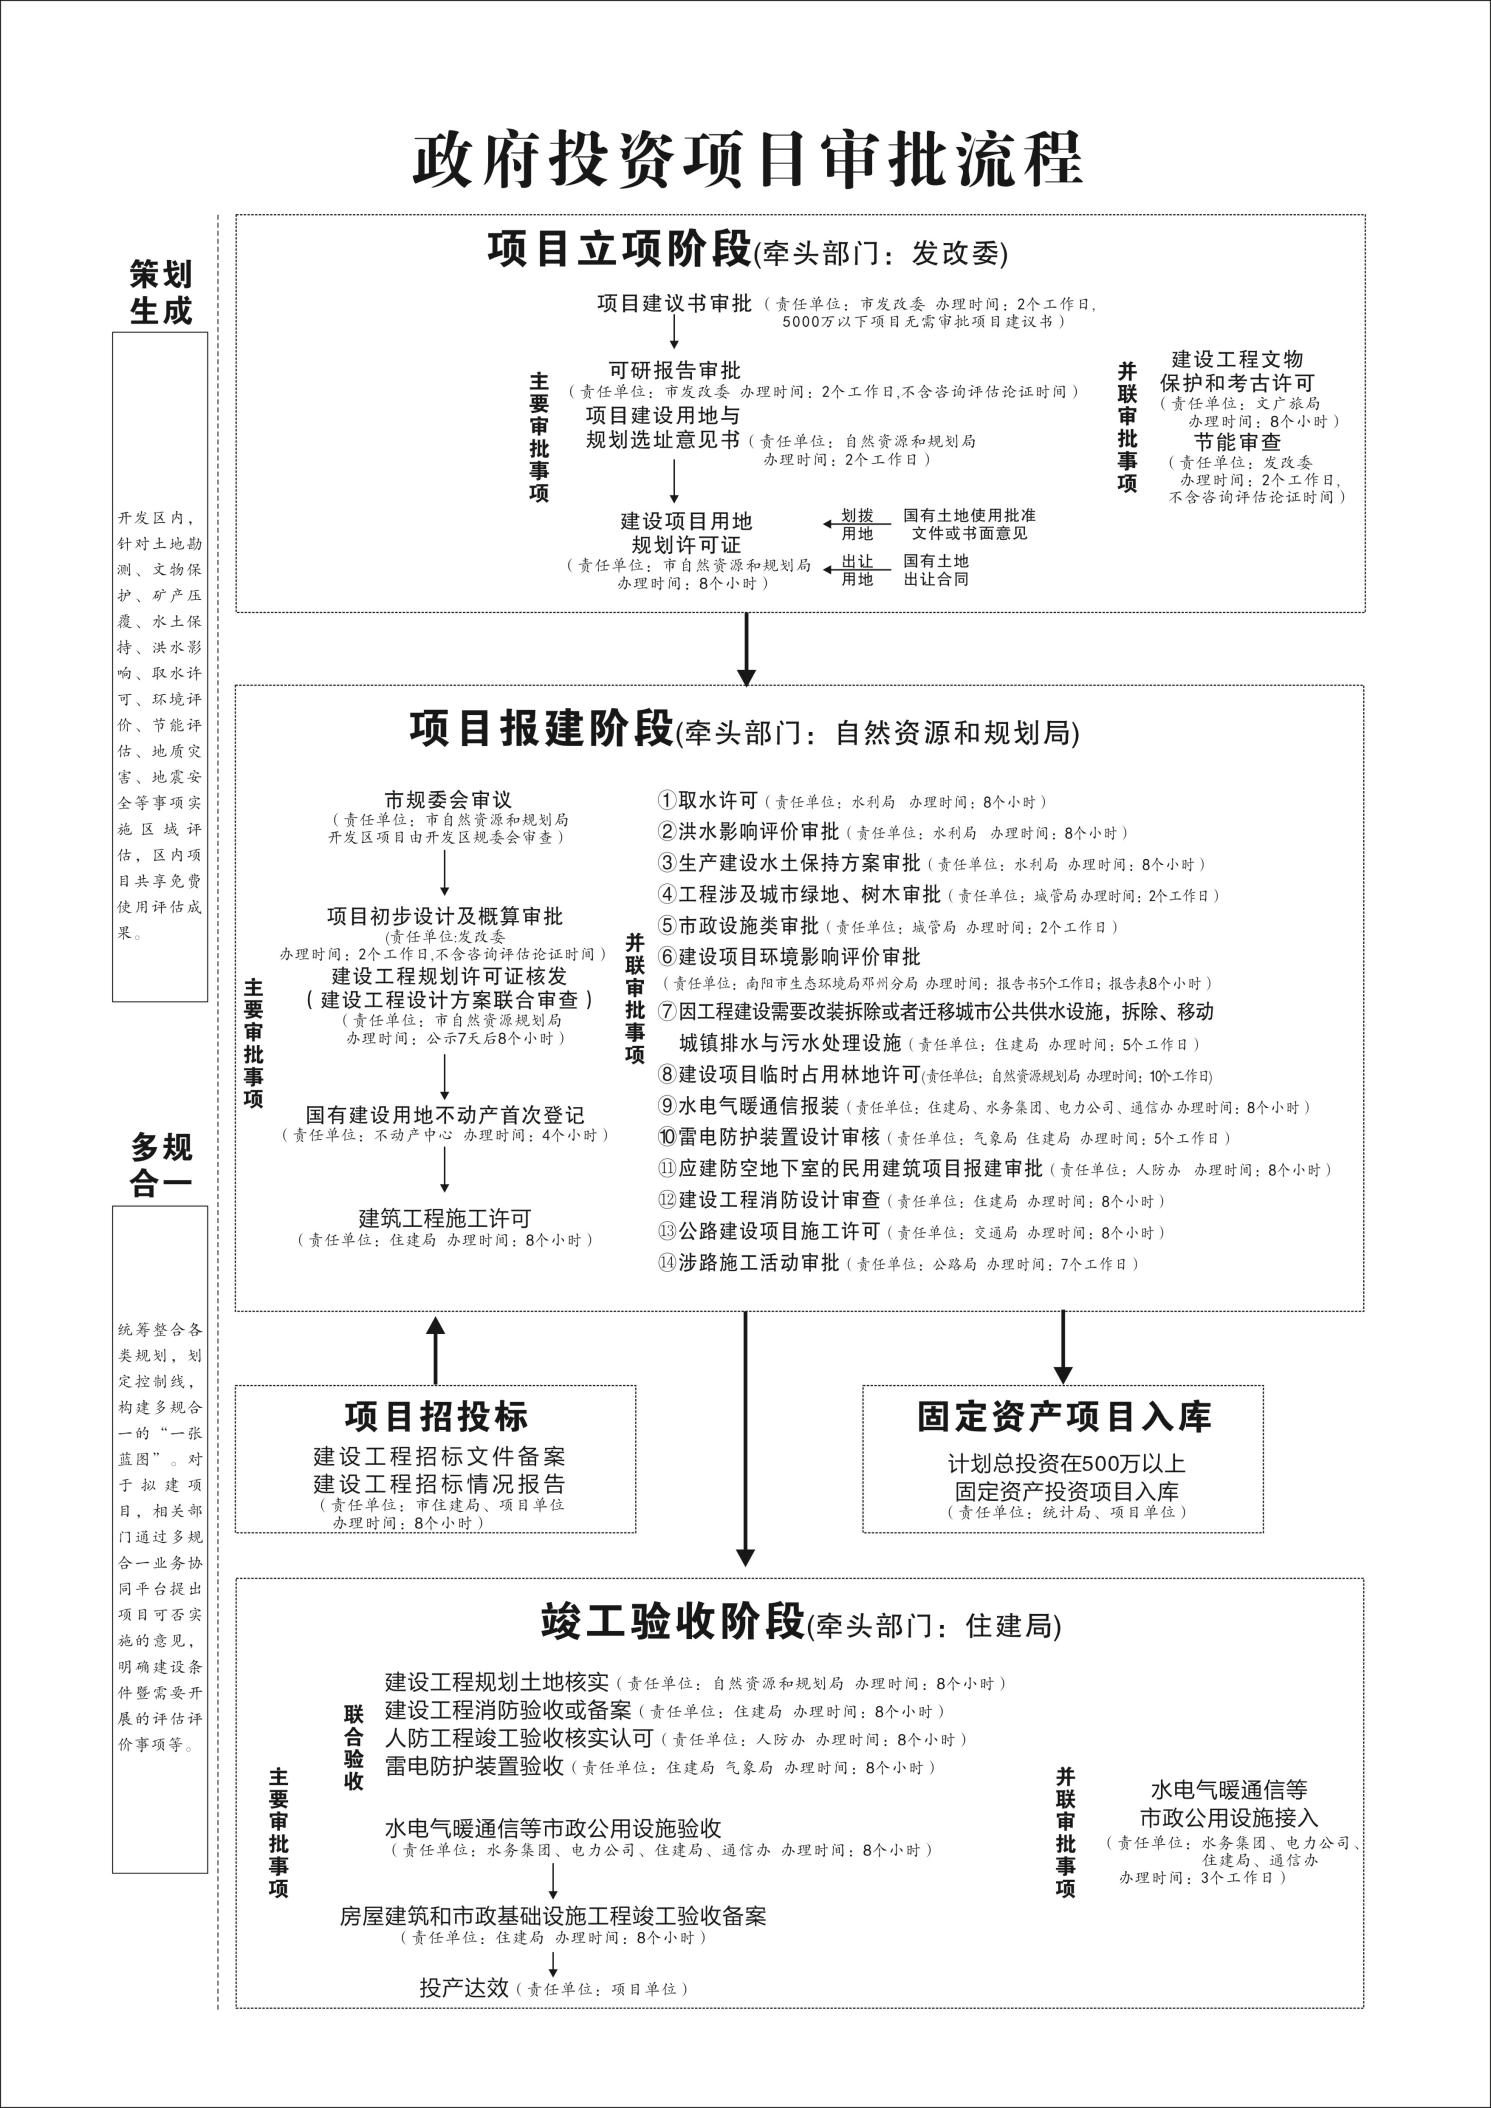 政府投资项目审批流程
策划
生成
开发区内，
针对土地勘
测、文物保
护、矿产压
覆、水土保
持、洪水影
响、取水许
可、环境评
价、节能评
估、地质灾
害、地震安
全等事项实
施区域评
估，区内项
目共享免费
使用评估成
果。
多规
合一
统筹整合各
类规划，划
定控制线，
构建多规合
一的“一张
蓝图”。对
于拟建项
目，相关部
门通过多规
合一业务协
同平台提出
项目可否实
施的意见，
明确建设条
件暨需要开
展的评估评
价事项等。
项目立项阶段(牵头部门：发改委)
主要审批事项
项目建议书审批（责任单位：市发改委 办理时间：2个工作日，
5000万以下项目无需审批项目建议书）
可研报告审批
（责任单位：市发改委 办理时间：2个工作日,不含咨询评估论证时间）
项目建设用地与
规划选址意见书（责任单位：自然资源和规划局
办理时间：2个工作日）
建设项目用地
规划许可证
（责任单位：市自然资源和规划局
办理时间：8个小时）
划拨
用地
国有土地使用批准
文件或书面意见
出让
用地
国有土地
出让合同
并联审批事项
建设工程文物
保护和考古许可
（责任单位：文广旅局
办理时间：8个小时）
节能审查
（责任单位：发改委
办理时间：2个工作日，
不含咨询评估论证时间）
项目报建阶段(牵头部门：自然资源和规划局)
主要审批事项
市规委会审议
（责任单位：市自然资源和规划局
开发区项目由开发区规委会审查）
项目初步设计及概算审批
(责任单位:发改委
办理时间：2个工作日,不含咨询评估论证时间）
建设工程规划许可证核发
（建设工程设计方案联合审查）
（责任单位：市自然资源规划局
办理时间：公示7天后8个小时）
国有建设用地不动产首次登记
（责任单位：不动产中心 办理时间：4个小时）
建筑工程施工许可
（责任单位：住建局 办理时间：8个小时）
并联审批事项
①取水许可（责任单位：水利局 办理时间：8个小时）
②洪水影响评价审批（责任单位：水利局 办理时间：8个小时）
③生产建设水土保持方案审批（责任单位：水利局 办理时间：8个小时）
④工程涉及城市绿地、树木审批（责任单位：城管局办理时间：2个工作日）
⑤市政设施类审批（责任单位：城管局 办理时间：2个工作日）
⑥建设项目环境影响评价审批
（责任单位：南阳市生态环境局邓州分局 办理时间：报告书5个工作日；报告表8个小时）
⑦因工程建设需要改装拆除或者迁移城市公共供水设施，拆除、移动
城镇排水与污水处理设施（责任单位：住建局 办理时间：5个工作日）
⑧建设项目临时占用林地许可(责任单位：自然资源规划局 办理时间：10个工作日)
⑨水电气暖通信报装（责任单位：住建局、水务集团、电力公司、通信办办理时间：8个小时）
⑩雷电防护装置设计审核（责任单位：气象局 住建局 办理时间：5个工作日）
⑪应建防空地下室的民用建筑项目报建审批（责任单位：人防办 办理时间：8个小时）
⑫建设工程消防设计审查（责任单位：住建局 办理时间：8个小时）
⑬公路建设项目施工许可（责任单位：交通局 办理时间：8个小时）
⑭涉路施工活动审批（责任单位：公路局 办理时间：7个工作日）
项目招投标
建设工程招标文件备案
建设工程招标情况报告
（责任单位：市住建局、项目单位
办理时间：8个小时）
固定资产项目入库
计划总投资在500万以上
固定资产投资项目入库
（责任单位：统计局、项目单位）
竣工验收阶段(牵头部门：住建局)
主要审批事项
联合验收
建设工程规划土地核实（责任单位：自然资源和规划局 办理时间：8个小时）
建设工程消防验收或备案（责任单位：住建局 办理时间：8个小时）
人防工程竣工验收核实认可（责任单位：人防办 办理时间：8个小时）
雷电防护装置验收（责任单位：住建局 气象局 办理时间：8个小时）
水电气暖通信等市政公用设施验收
（责任单位：水务集团、电力公司、住建局、通信办 办理时间：8个小时）
房屋建筑和市政基础设施工程竣工验收备案
（责任单位：住建局 办理时间：8个小时）
投产达效（责任单位：项目单位）
并联审批事项
水电气暖通信等
市政公用设施接入
（责任单位：水务集团、电力公司、
住建局、通信办
办理时间：3个工作日）